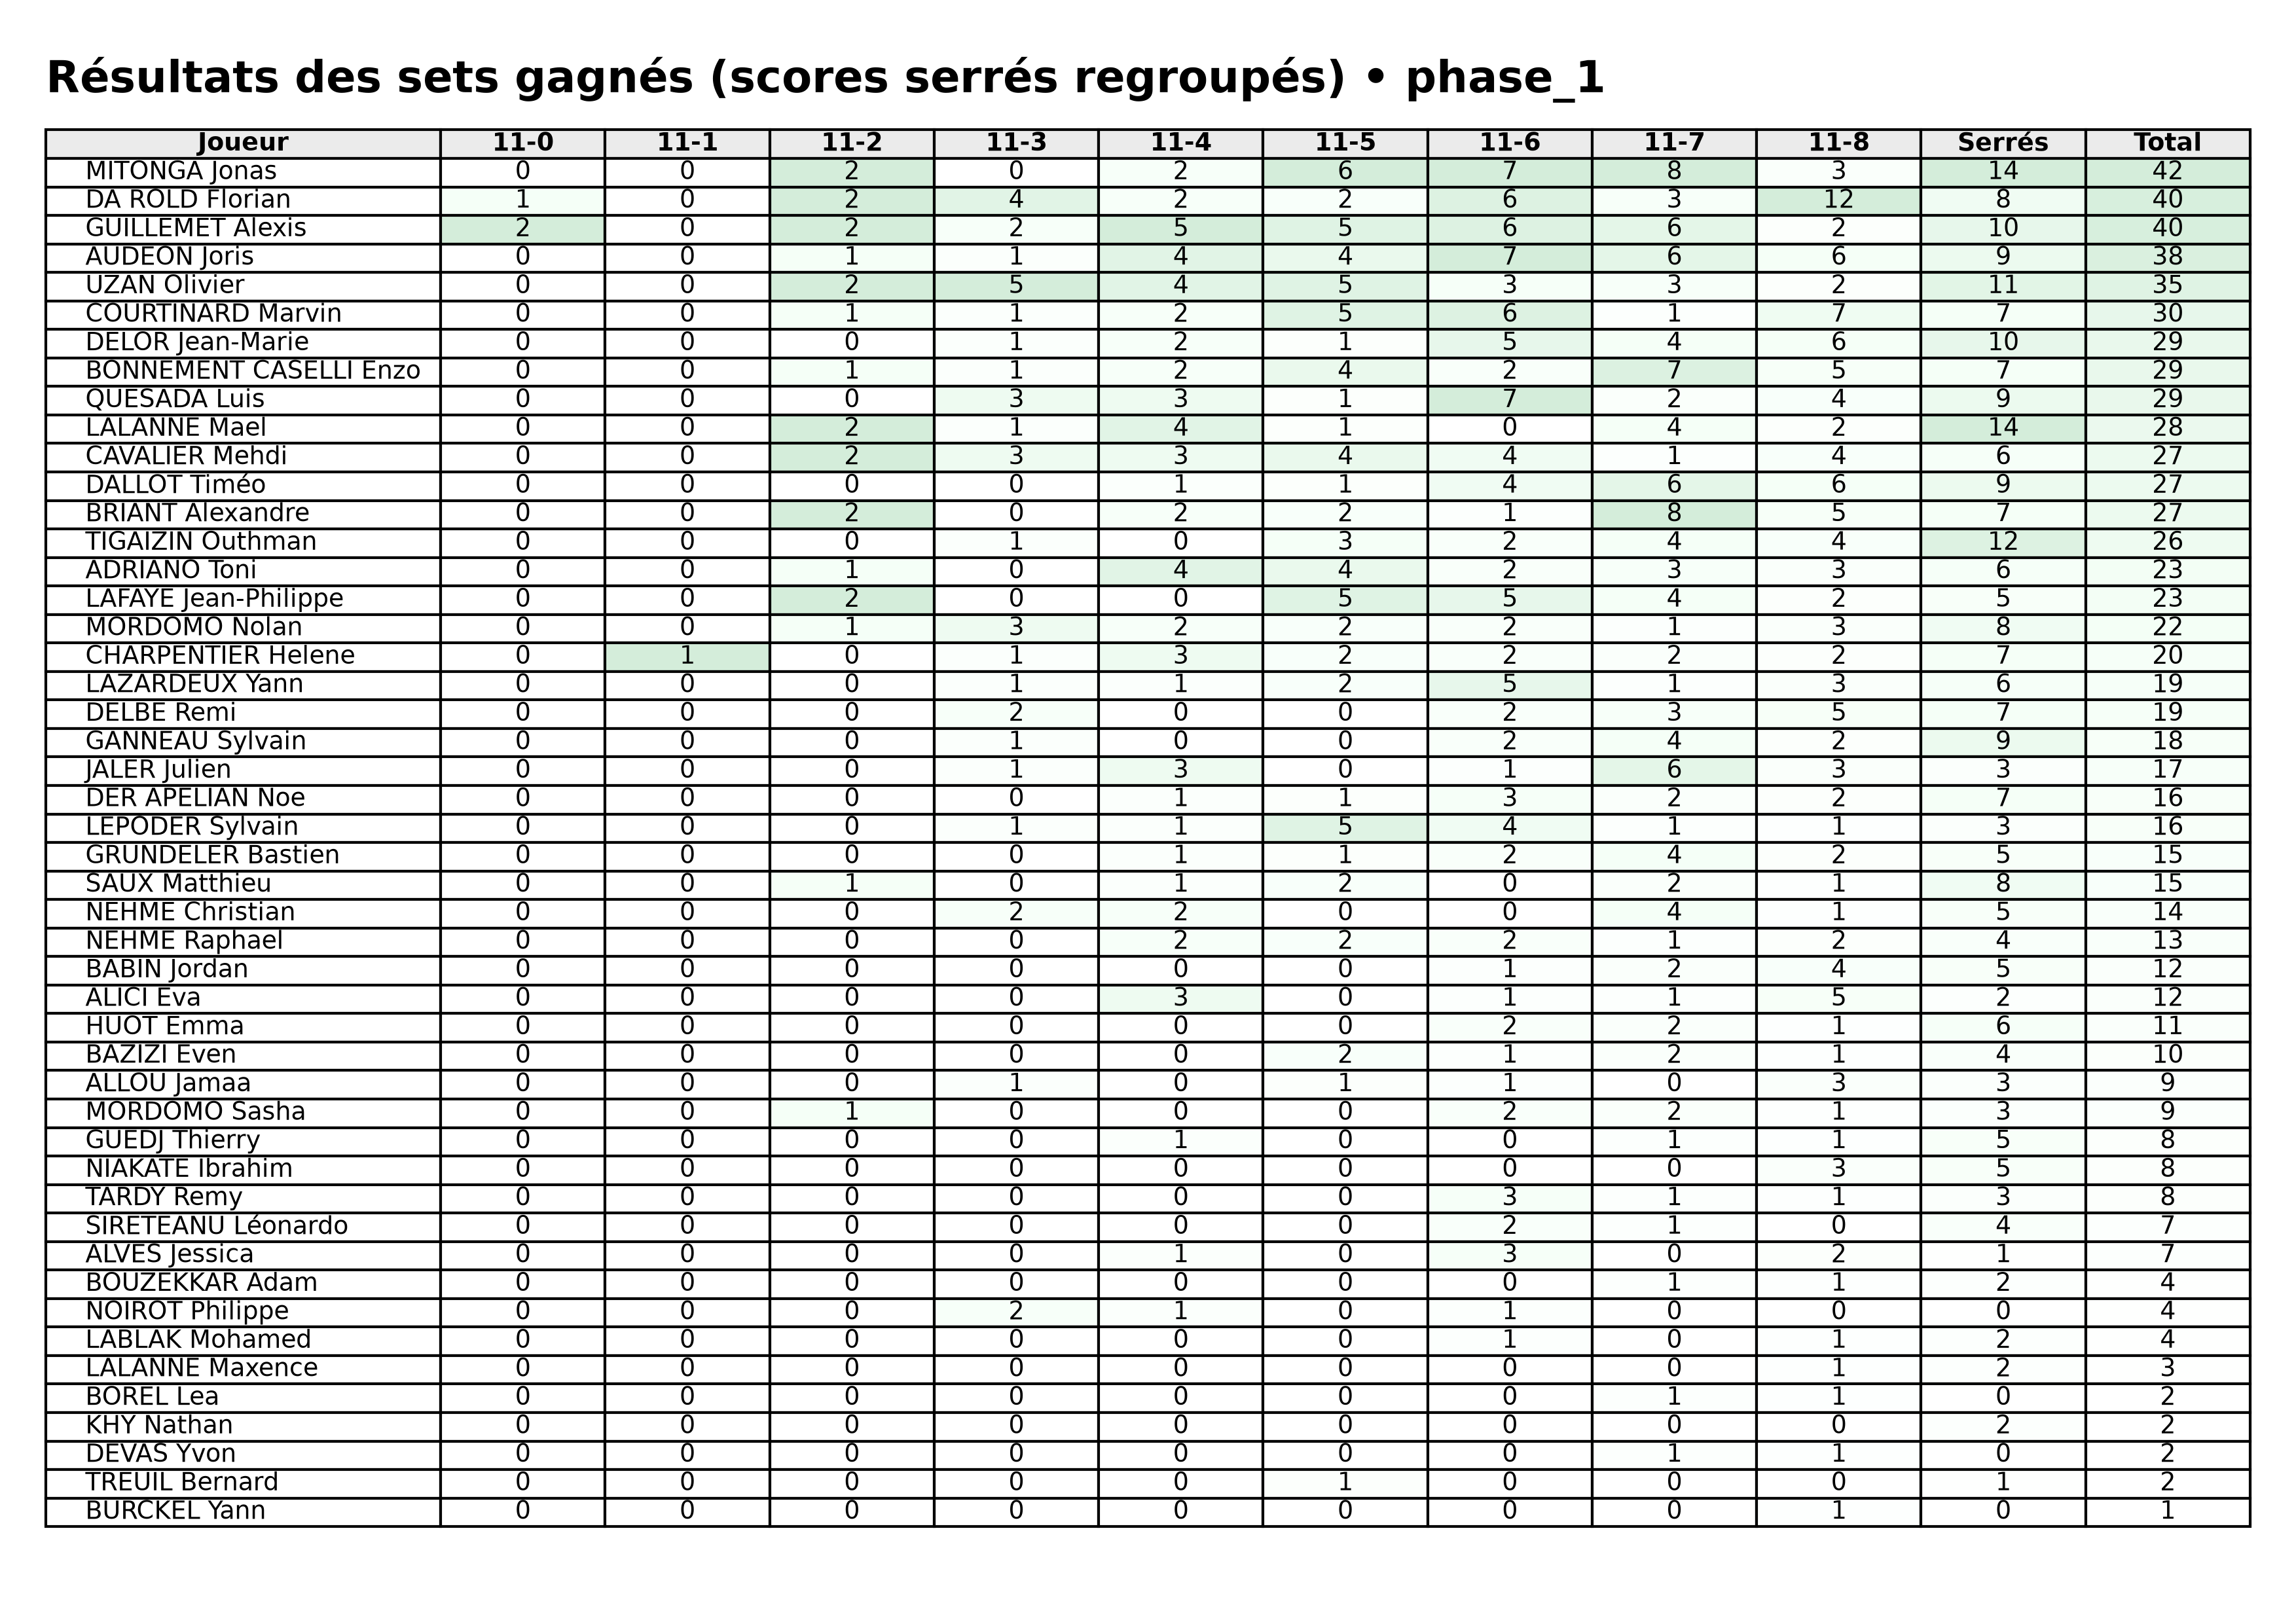 Résultats des sets gagnés (scores serrés regroupés) • phase_1
Joueur 11-0 11-1 11-2 11-3 11-4 11-5 11-6 11-7 11-8 Serrés Total
MITONGA Jonas 0 0 2 0 2 6 7 8 3 14 42
DA ROLD Florian 1 0 2 4 2 2 6 3 12 8 40
GUILLEMET Alexis 2 0 2 2 5 5 6 6 2 10 40
AUDEON Joris 0 0 1 1 4 4 7 6 6 9 38
UZAN Olivier 0 0 2 5 4 5 3 3 2 11 35
COURTINARD Marvin 0 0 1 1 2 5 6 1 7 7 30
DELOR Jean-Marie 0 0 0 1 2 1 5 4 6 10 29
BONNEMENT CASELLI Enzo 0 0 1 1 2 4 2 7 5 7 29
QUESADA Luis 0 0 0 3 3 1 7 2 4 9 29
LALANNE Mael 0 0 2 1 4 1 0 4 2 14 28
CAVALIER Mehdi 0 0 2 3 3 4 4 1 4 6 27
DALLOT Timéo 0 0 0 0 1 1 4 6 6 9 27
BRIANT Alexandre 0 0 2 0 2 2 1 8 5 7 27
TIGAIZIN Outhman 0 0 0 1 0 3 2 4 4 12 26
ADRIANO Toni 0 0 1 0 4 4 2 3 3 6 23
LAFAYE Jean-Philippe 0 0 2 0 0 5 5 4 2 5 23
MORDOMO Nolan 0 0 1 3 2 2 2 1 3 8 22
CHARPENTIER Helene 0 1 0 1 3 2 2 2 2 7 20
LAZARDEUX Yann 0 0 0 1 1 2 5 1 3 6 19
DELBE Remi 0 0 0 2 0 0 2 3 5 7 19
GANNEAU Sylvain 0 0 0 1 0 0 2 4 2 9 18
JALER Julien 0 0 0 1 3 0 1 6 3 3 17
DER APELIAN Noe 0 0 0 0 1 1 3 2 2 7 16
LEPODER Sylvain 0 0 0 1 1 5 4 1 1 3 16
GRUNDELER Bastien 0 0 0 0 1 1 2 4 2 5 15
SAUX Matthieu 0 0 1 0 1 2 0 2 1 8 15
NEHME Christian 0 0 0 2 2 0 0 4 1 5 14
NEHME Raphael 0 0 0 0 2 2 2 1 2 4 13
BABIN Jordan 0 0 0 0 0 0 1 2 4 5 12
ALICI Eva 0 0 0 0 3 0 1 1 5 2 12
HUOT Emma 0 0 0 0 0 0 2 2 1 6 11
BAZIZI Even 0 0 0 0 0 2 1 2 1 4 10
ALLOU Jamaa 0 0 0 1 0 1 1 0 3 3 9
MORDOMO Sasha 0 0 1 0 0 0 2 2 1 3 9
GUEDJ Thierry 0 0 0 0 1 0 0 1 1 5 8
NIAKATE Ibrahim 0 0 0 0 0 0 0 0 3 5 8
TARDY Remy 0 0 0 0 0 0 3 1 1 3 8
SIRETEANU Léonardo 0 0 0 0 0 0 2 1 0 4 7
ALVES Jessica 0 0 0 0 1 0 3 0 2 1 7
BOUZEKKAR Adam 0 0 0 0 0 0 0 1 1 2 4
NOIROT Philippe 0 0 0 2 1 0 1 0 0 0 4
LABLAK Mohamed 0 0 0 0 0 0 1 0 1 2 4
LALANNE Maxence 0 0 0 0 0 0 0 0 1 2 3
BOREL Lea 0 0 0 0 0 0 0 1 1 0 2
KHY Nathan 0 0 0 0 0 0 0 0 0 2 2
DEVAS Yvon 0 0 0 0 0 0 0 1 1 0 2
TREUIL Bernard 0 0 0 0 0 1 0 0 0 1 2
BURCKEL Yann 0 0 0 0 0 0 0 0 1 0 1